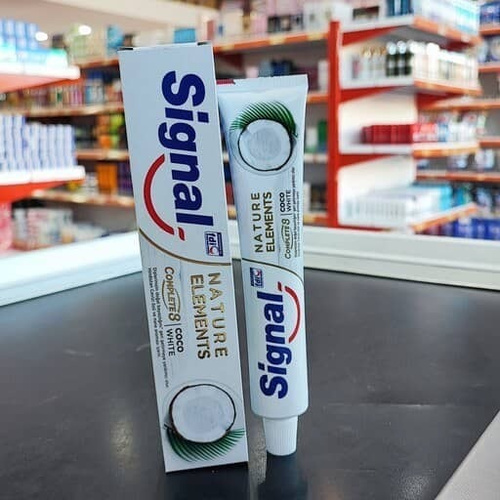 Signal
NATURE
ELEMENTS
COMPLETE 8
COCO
WHITE
NATURE
ELEMENTS
COMPLETE 8
COCO
WHITE
Signal